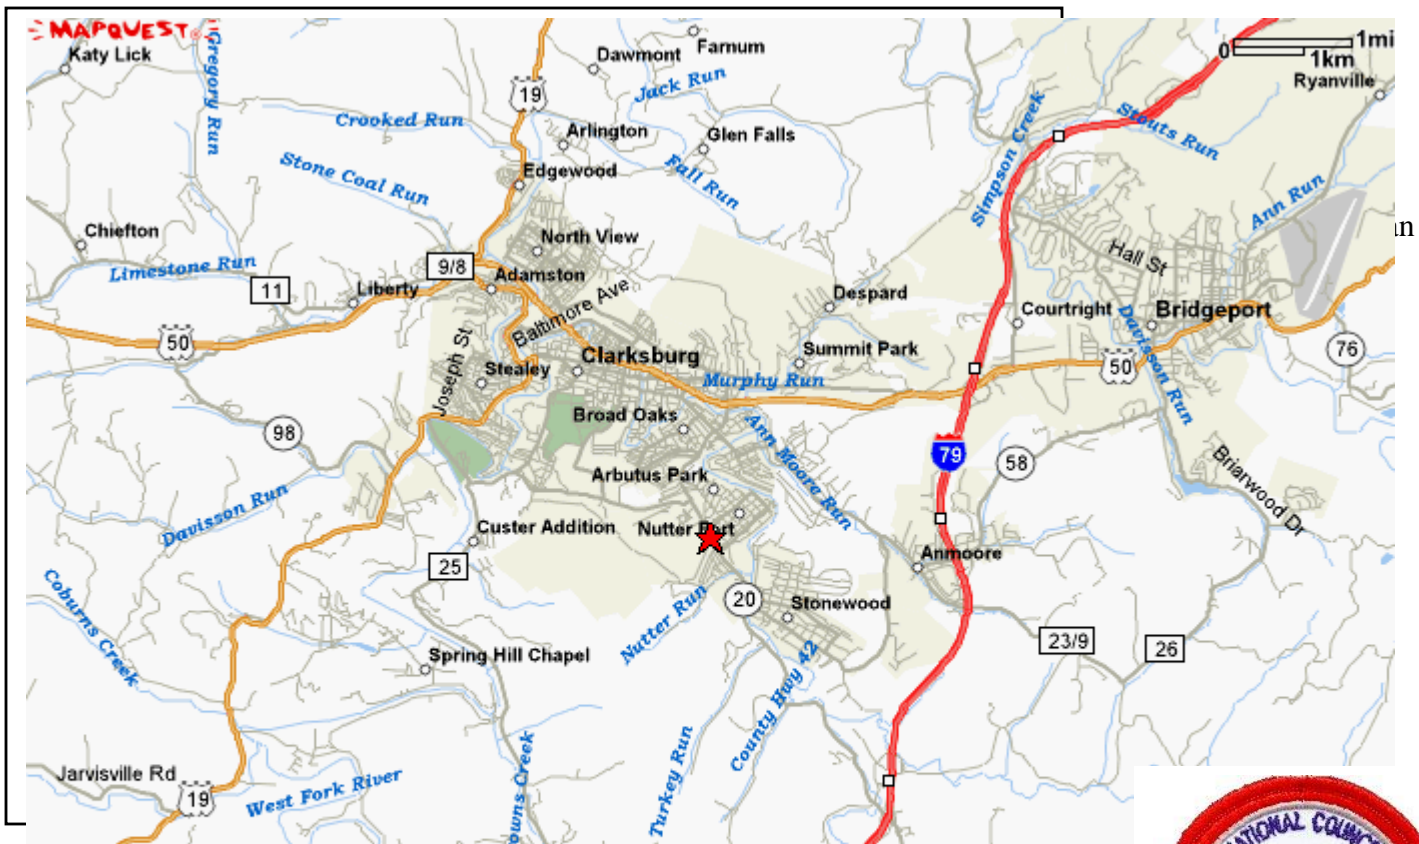 MAPQUEST
Katy Lick
Gregory Run
19
Dawmont
Farnum
Jack Run
0
1mi
1km
Ryanville
Crooked Run
Arlington
Glen Falls
Simpson Creek
Stouts Run
Stone Coal Run
Edgewood
Fall Run
Ann Run
Chiefton
North View
Hall St
Limestone Run
11
9/8
Adamston
Liberty
Baltimore Ave
Despard
Courtright
Bridgeport
Davisson Run
50
Joseph St
Stealey
Clarksburg
Summit Park
Murphy Run
50
76
98
Broad Oaks
Ann Moore Run
79
58
Briarwood Dr
Arbutus Park
Davisson Run
Custer Addition
Nutter
25
Anmoore
Coburns Creek
20
Stonewood
Nutter Run
23/9
26
Spring Hill Chapel
County Hwy 42
Turkey Run
Jarvisville Rd
19
West Fork River
owns Creek
NATIONAL